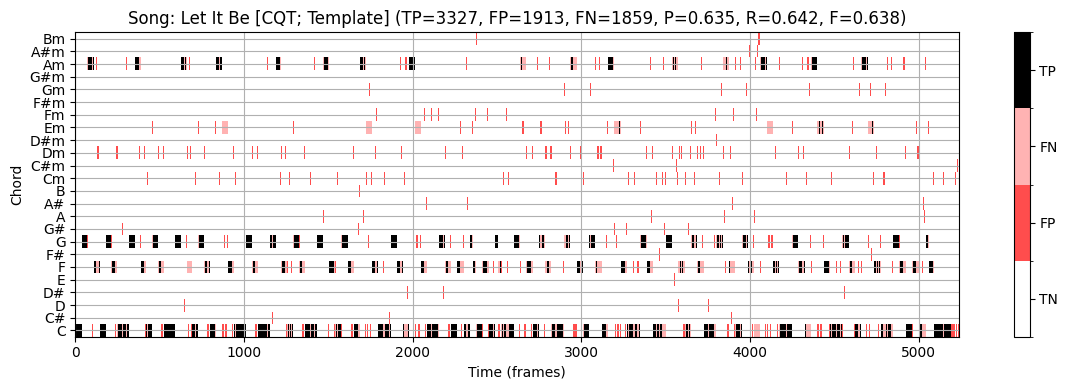 Song: Let It Be [CQT; Template] (TP=3327, FP=1913, FN=1859, P=0.635, R=0.642, F=0.638)
Chord
Bm
A#m
Am
G#m
Gm
F#m
Fm
Em
D#m
Dm
C#m
Cm
B
A#
A
G#
G
F#
F
E
D#
D
C#
C
0 1000 2000 3000 4000 5000
Time (frames)
TP
FN
FP
TN